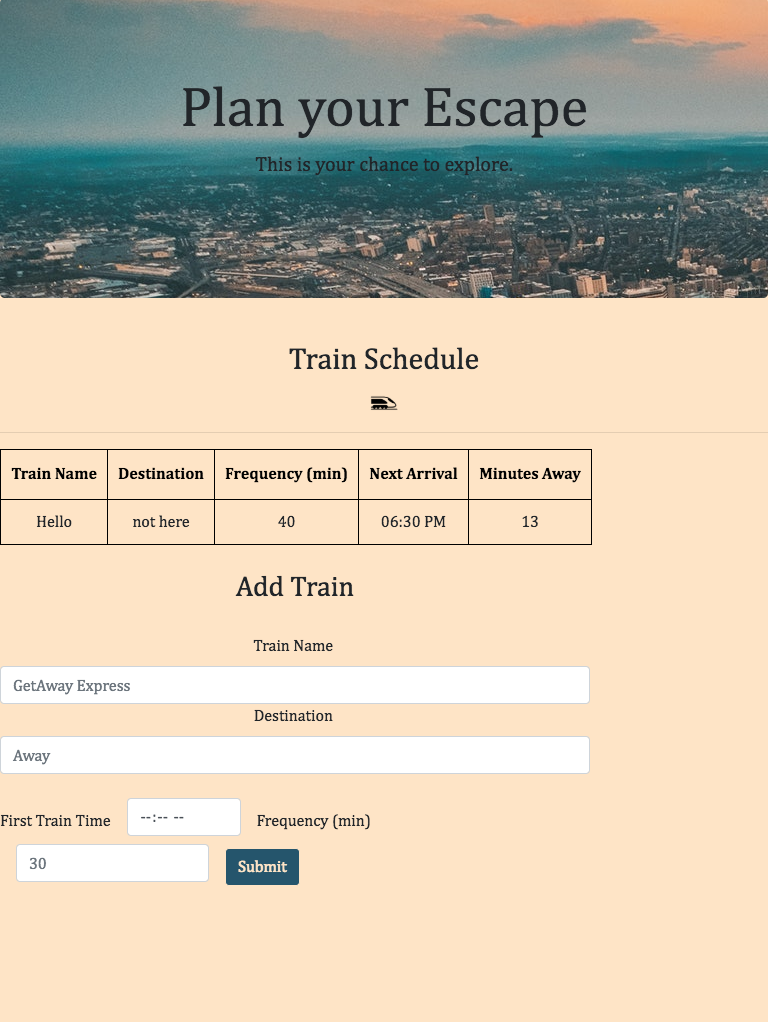 Plan your Escape
This is your chance to explore.
Train Schedule
Train Name Destination Frequency (min) Next Arrival Minutes Away
Hello not here 40 06:30 PM 13
Add Train
Train Name
GetAway Express
Destination
Away
First Train Time --:-- -- Frequency (min)
30 Submit